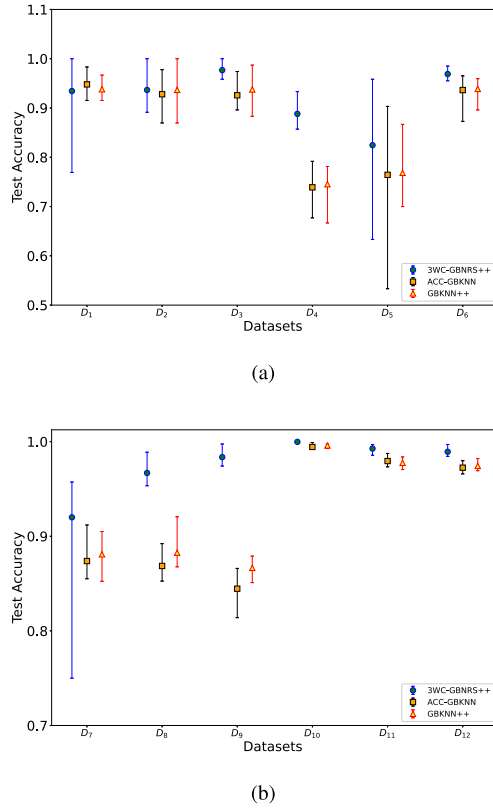 1.0
0.9
0.8
0.7
0.6
0.5
Test Accuracy
3WC-GBNRS++
ACC-GBKNN
GBKNN++
D₁ D₂ D₃ D₄ D₅ D₆
Datasets
(a)
1.0
0.9
0.8
0.7
Test Accuracy
3WC-GBNRS++
ACC-GBKNN
GBKNN++
D₇ D₈ D₉ D₁₀ D₁₁ D₁₂
Datasets
(b)